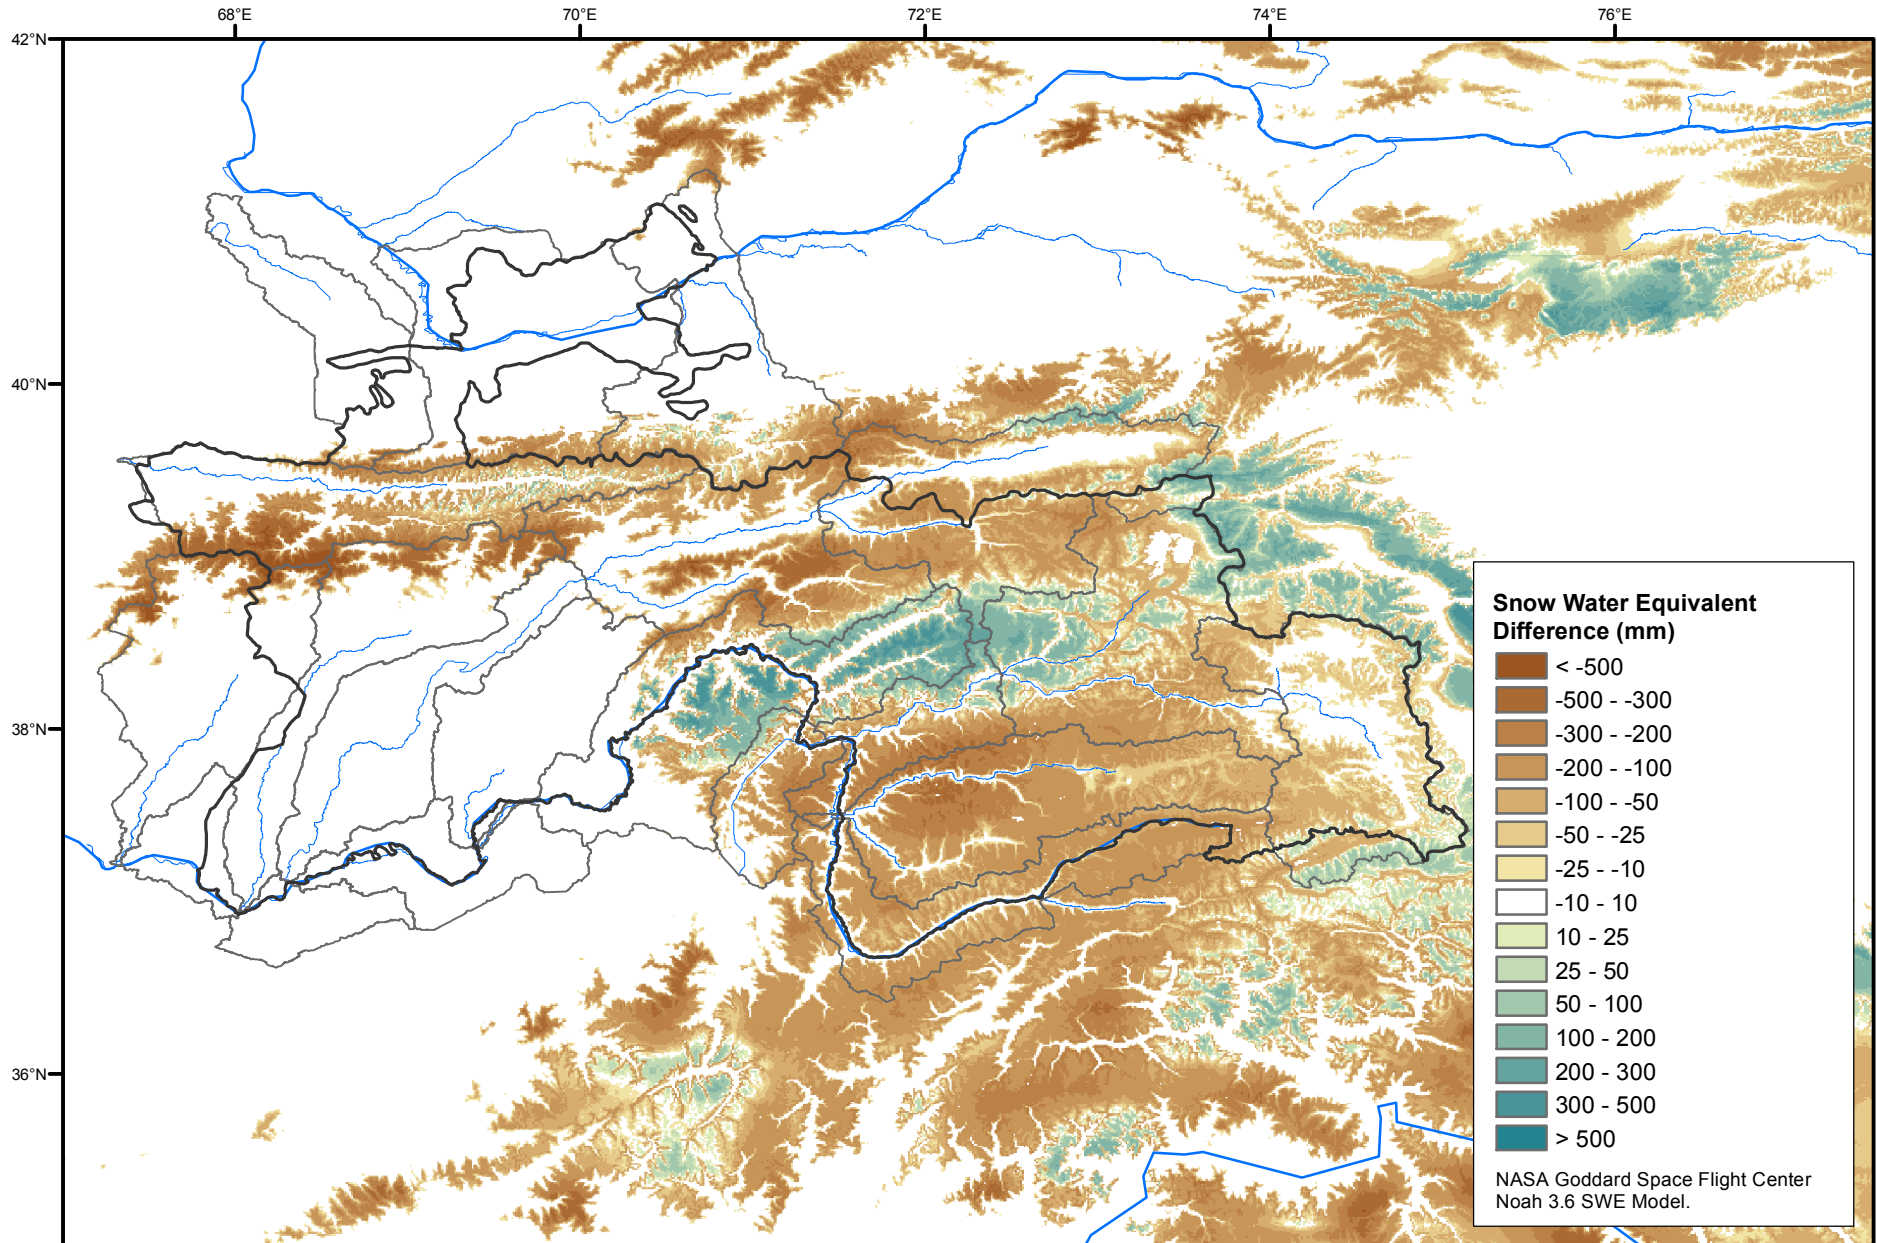 68°E
70°E
72°E
74°E
76°E
42°N
40°N
38°N
36°N
Snow Water Equivalent
Difference (mm)
< -500
-500 - -300
-300 - -200
-200 - -100
-100 - -50
-50 - -25
-25 - -10
-10 - 10
10 - 25
25 - 50
50 - 100
100 - 200
200 - 300
300 - 500
> 500
NASA Goddard Space Flight Center
Noah 3.6 SWE Model.